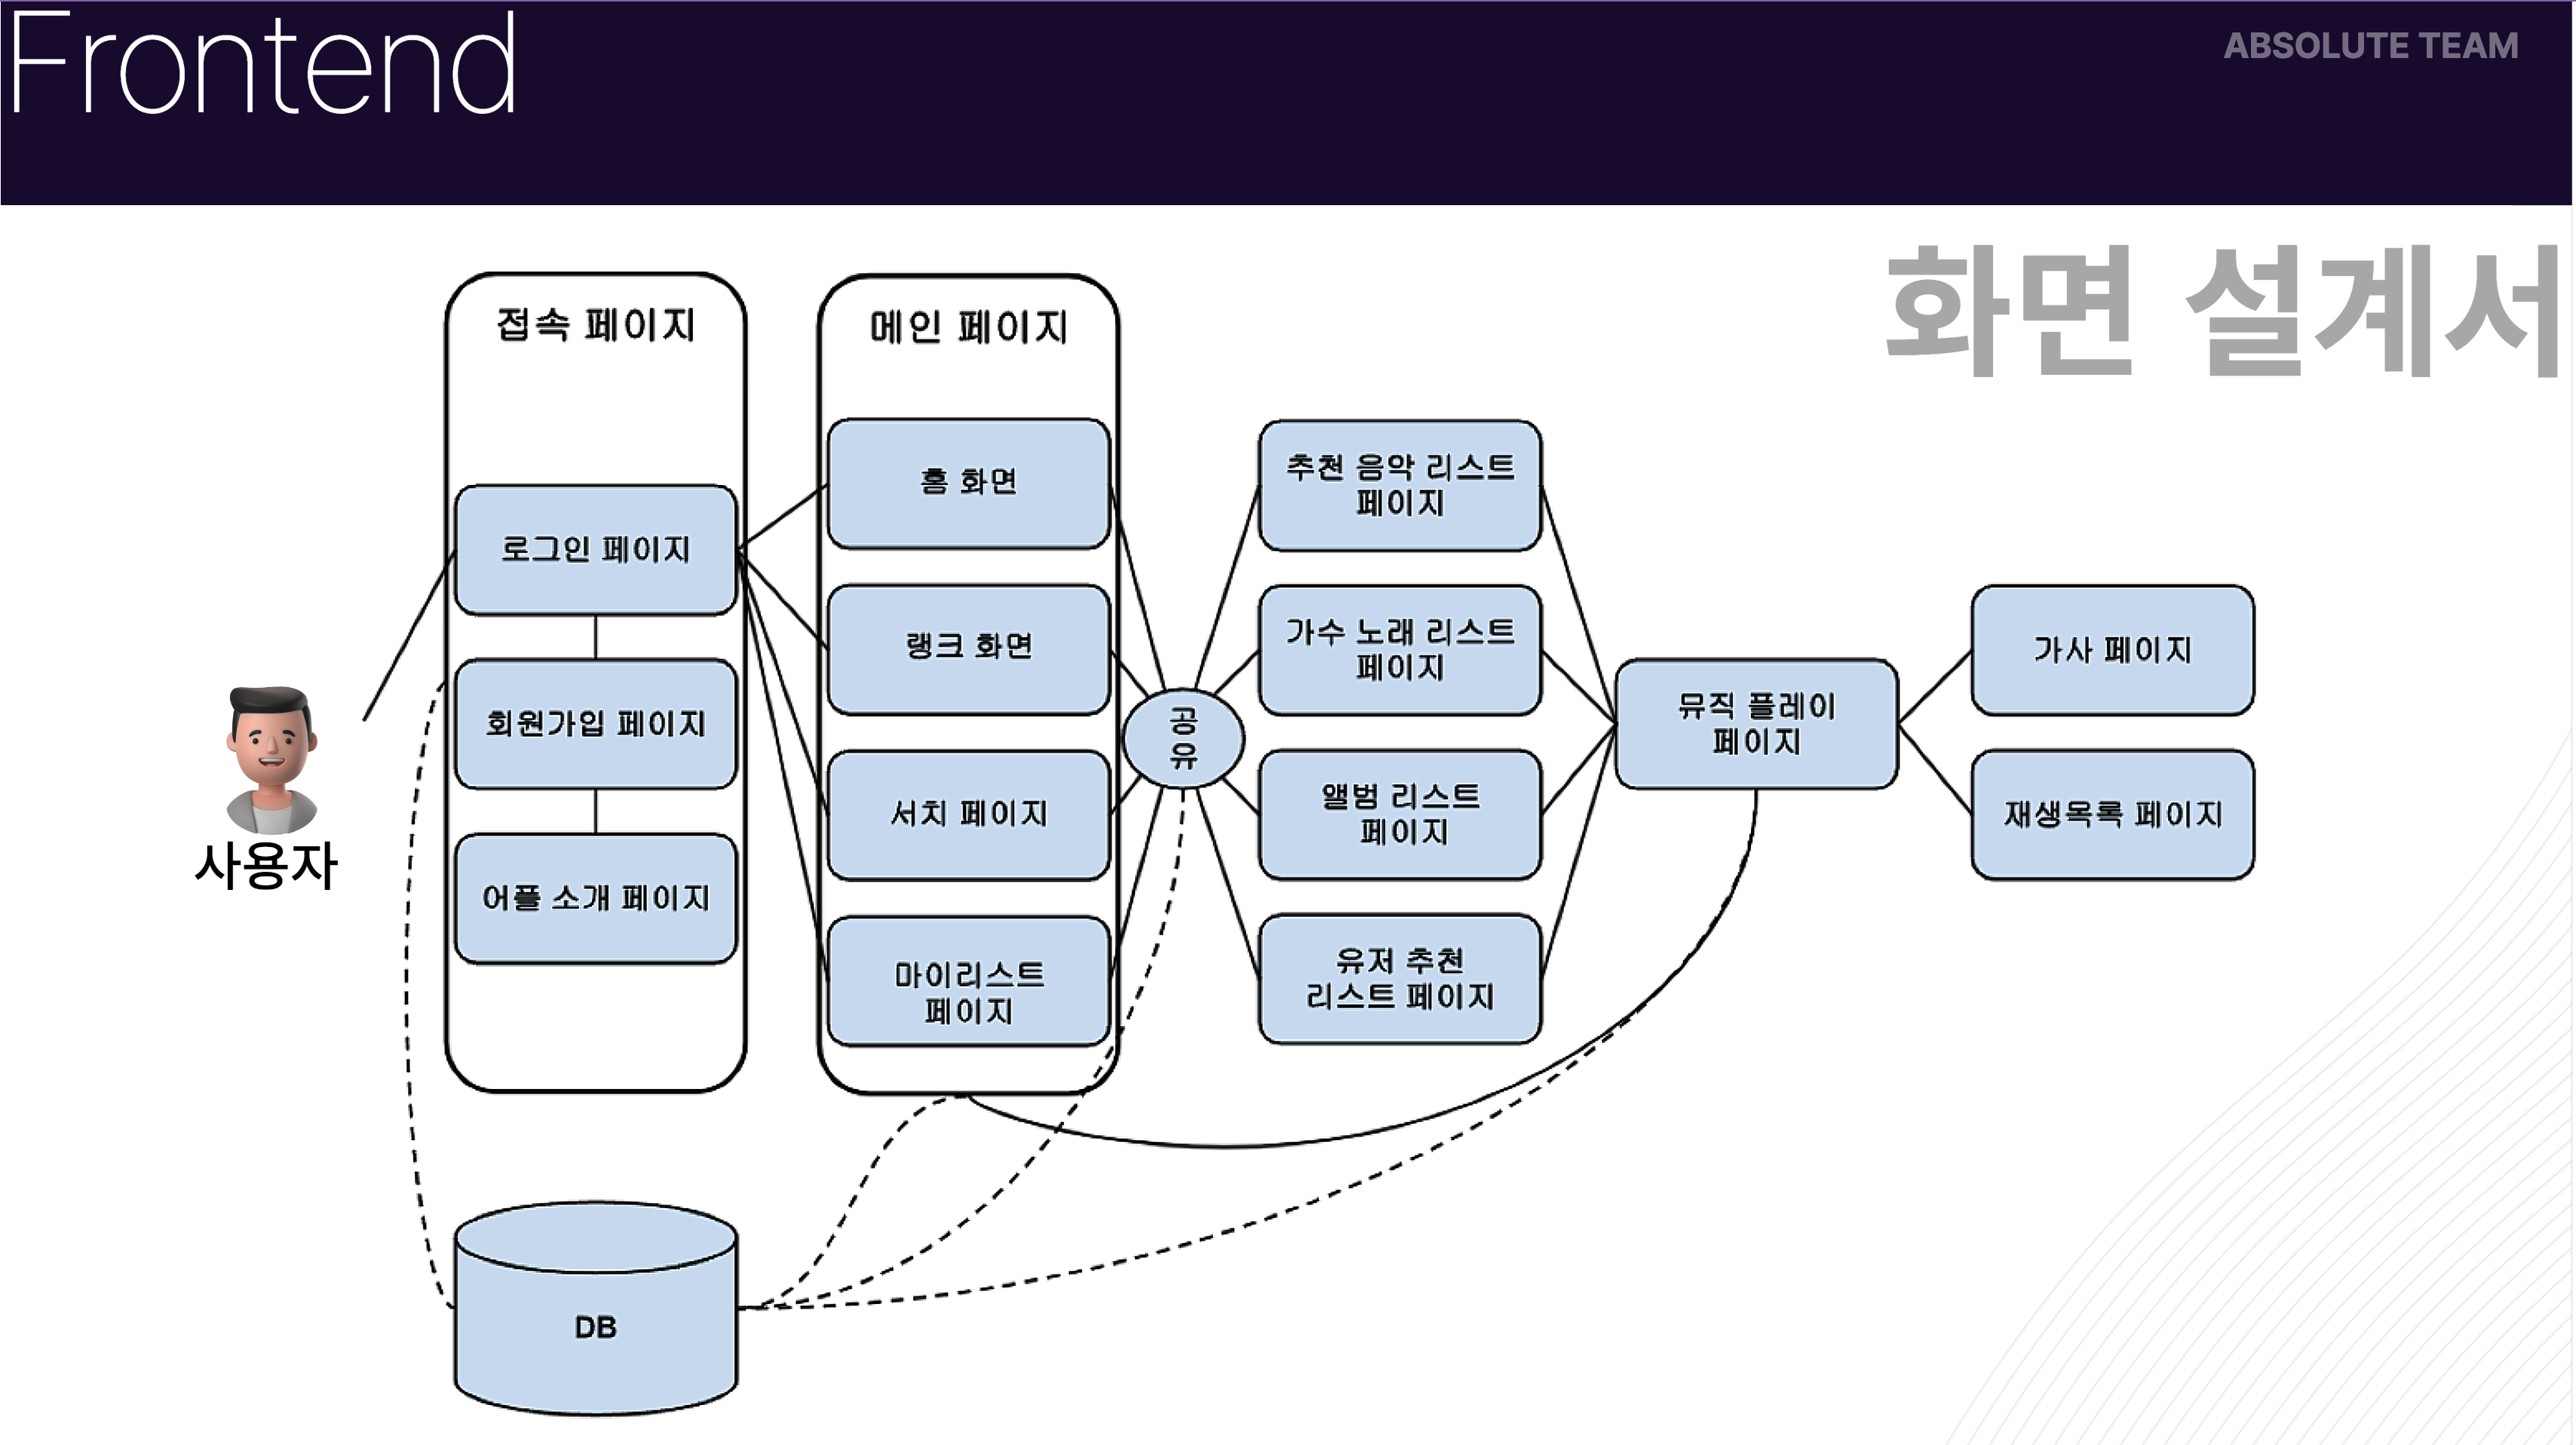 Frontend
ABSOLUTE TEAM
화면 설계서
접속 페이지
로그인 페이지
회원가입 페이지
어플 소개 페이지
사용자
메인 페이지
홈 화면
랭크 화면
서치 페이지
마이리스트
페이지
공
유
추천 음악 리스트
페이지
가수 노래 리스트
페이지
앨범 리스트
페이지
유저 추천
리스트 페이지
뮤직 플레이
페이지
가사 페이지
재생목록 페이지
DB